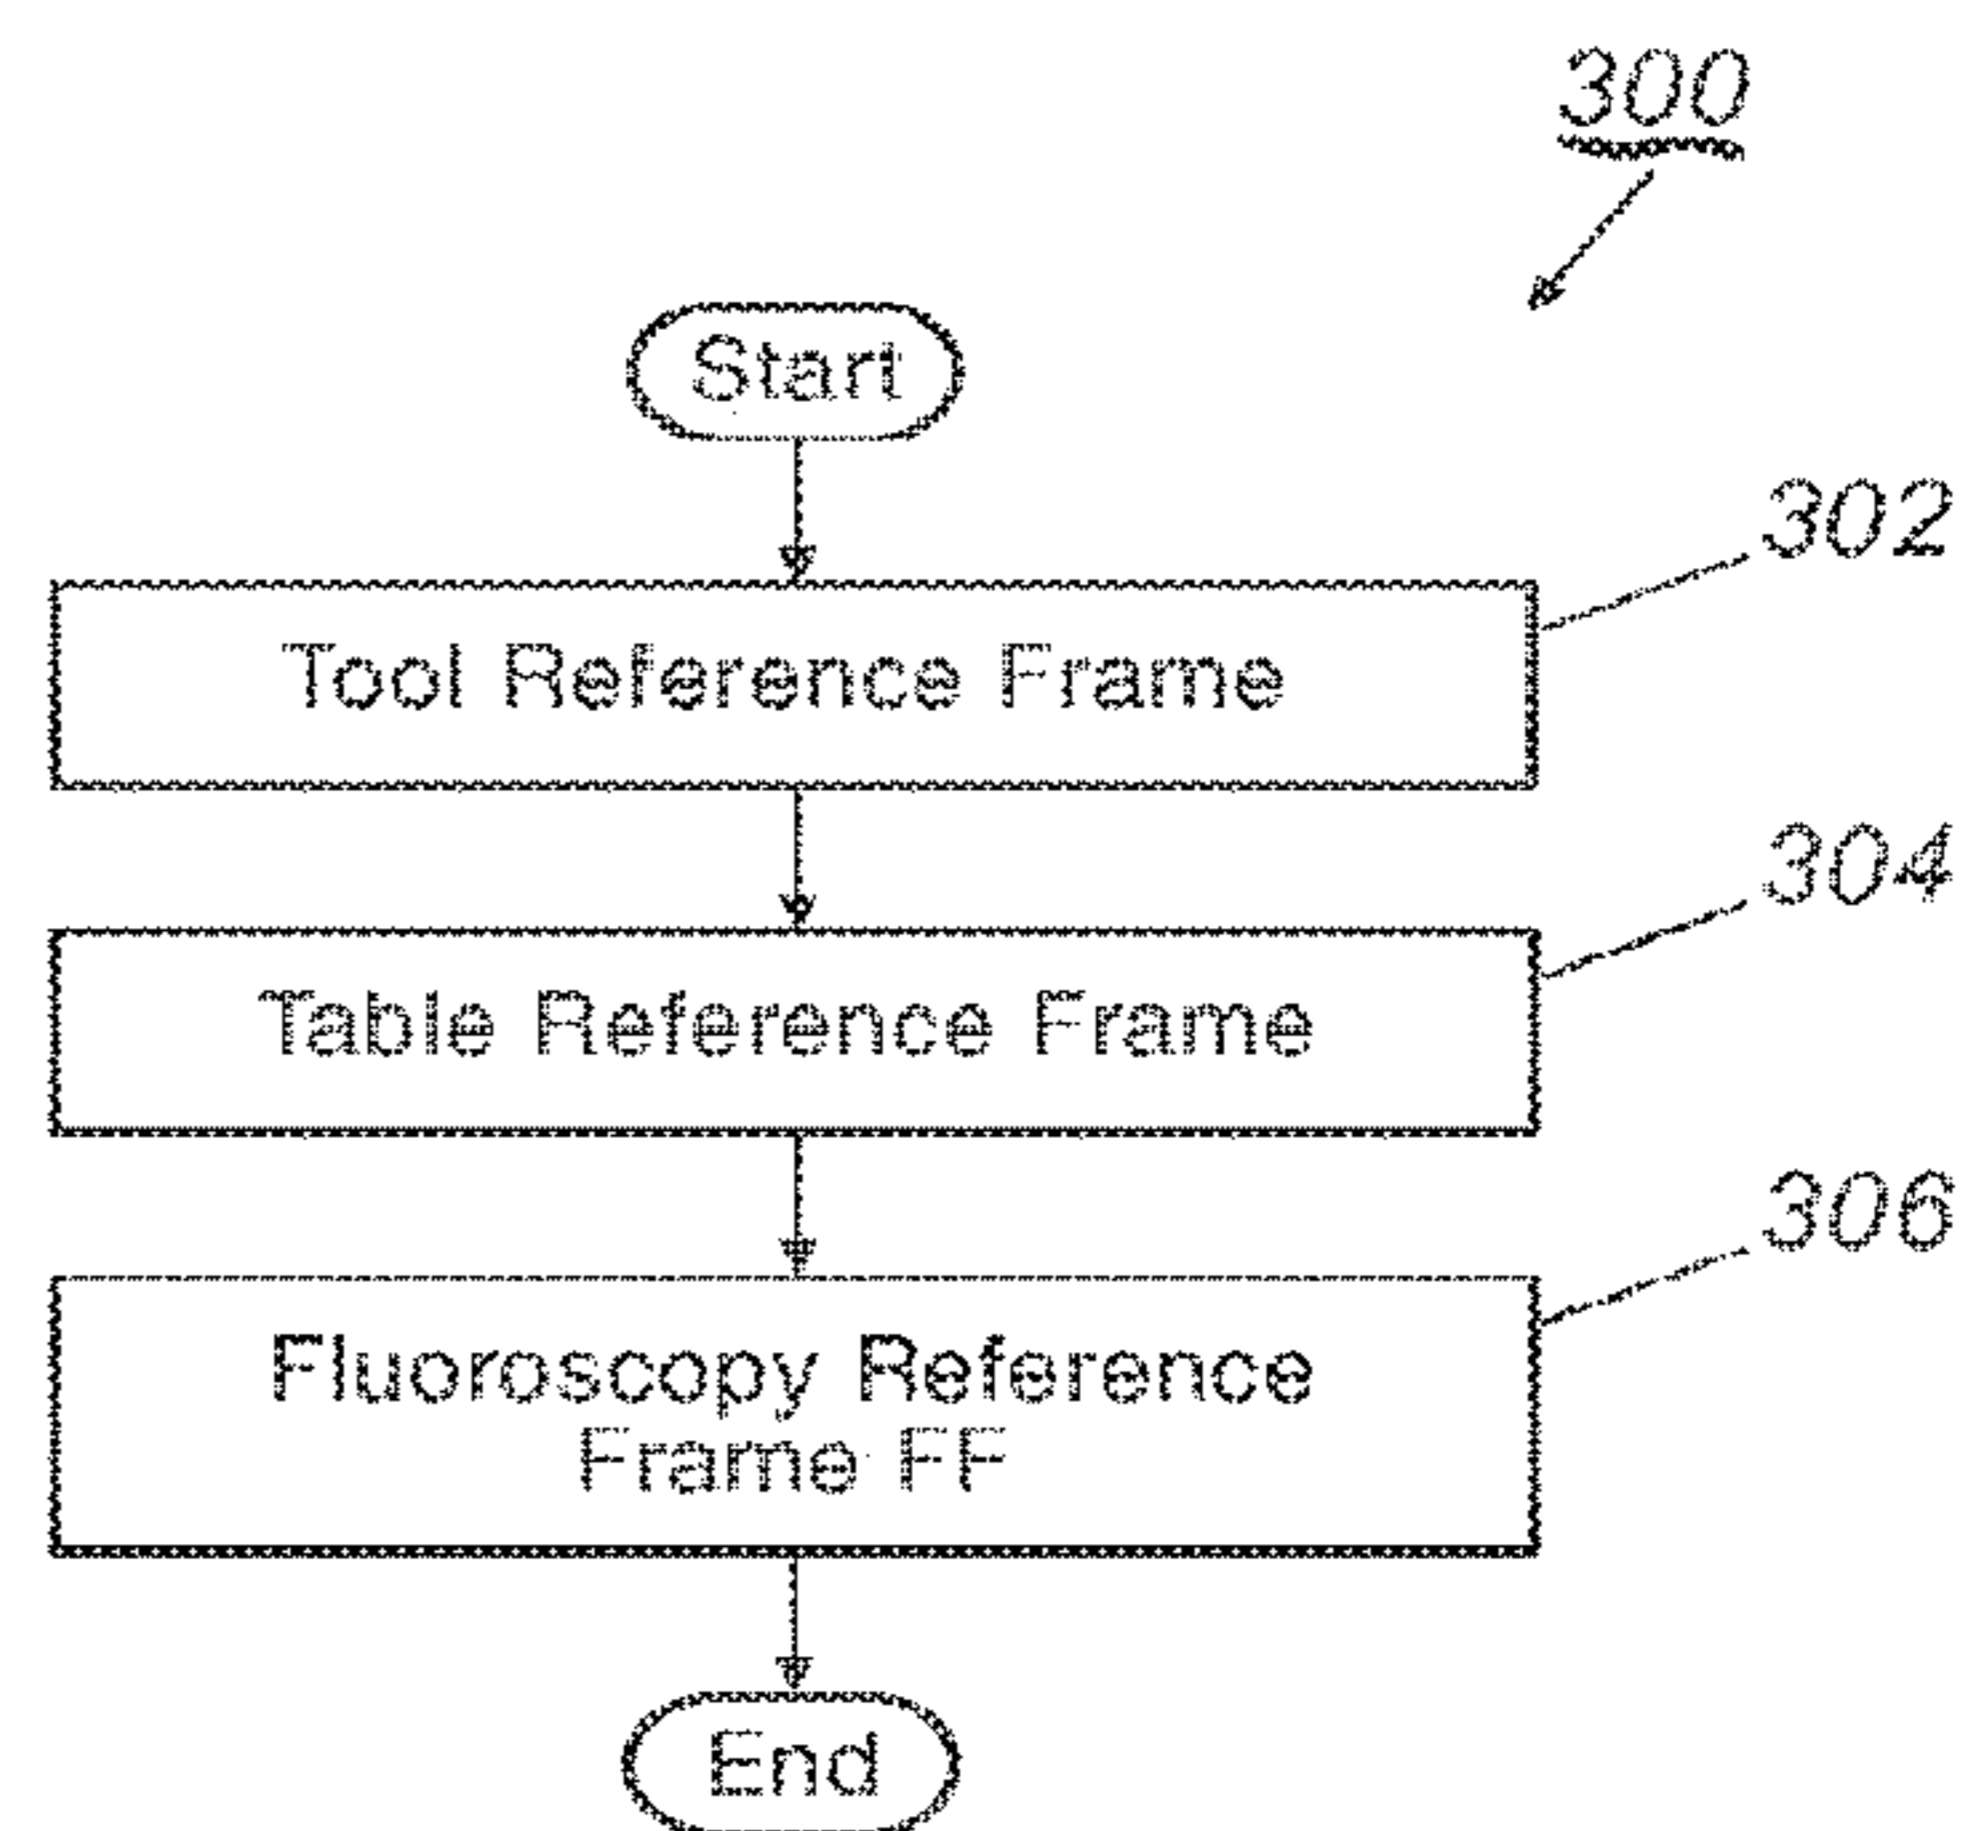 300
Start
302
Tool Reference Frame
304
Table Reference Frame
306
Fluoroscopy Reference
Frame FF
End